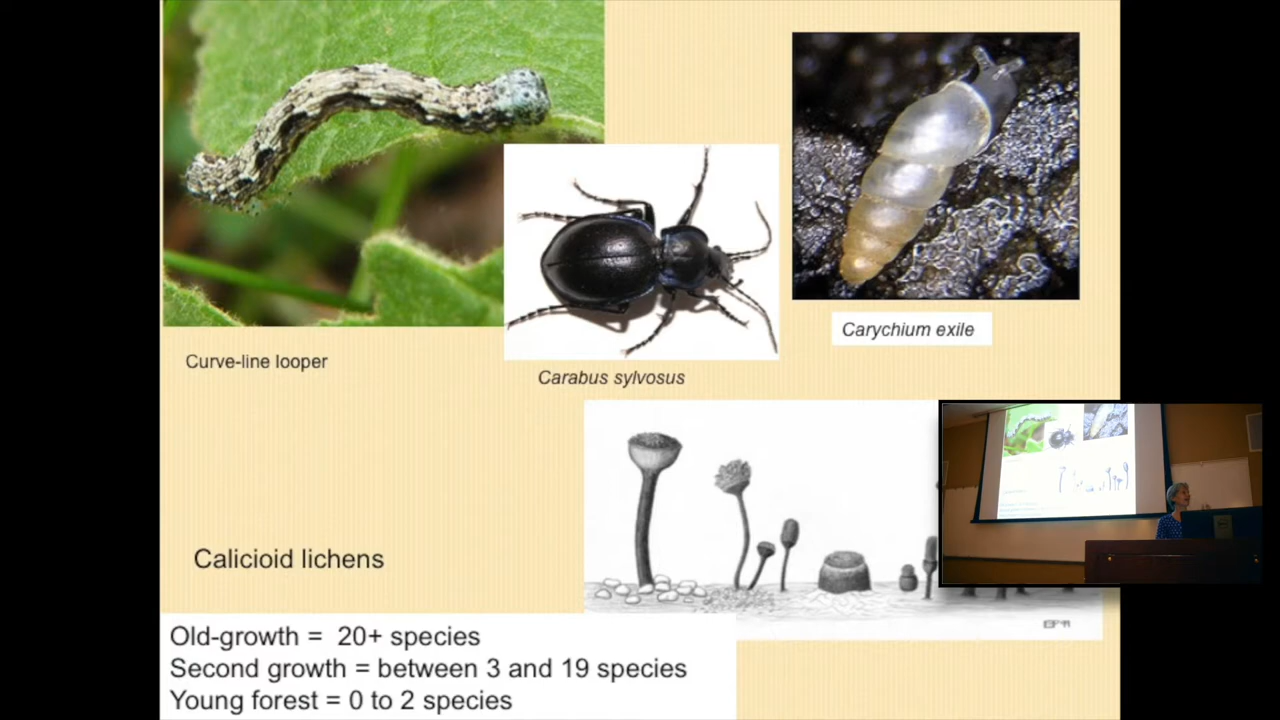 Curve-line looper
Carabus sylvosus
Carychium exile
Calicioid lichens
Old-growth = 20+ species
Second growth = between 3 and 19 species
Young forest = 0 to 2 species